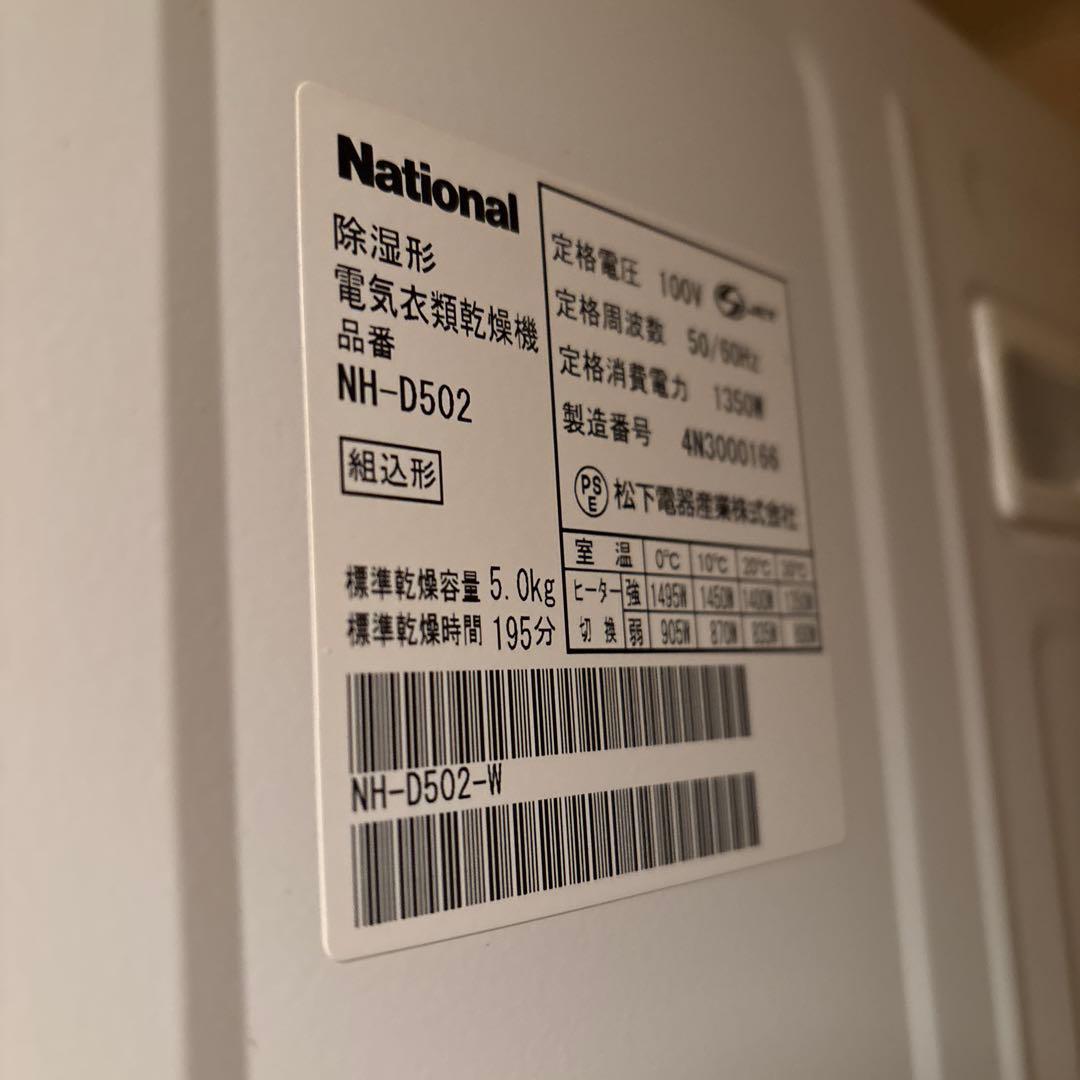 National
除湿形
電気衣類乾燥機
品番
NH-D502
組込形
標準乾燥容量 5.0kg
標準乾燥時間 195分
定格電圧 100V
定格周波数 50/60Hz
定格消費電力 1350W
製造番号 4N3000166
PSE 松下電器産業株式会社
室温 0℃ 10℃ 20℃ 30℃
ヒーター 強 1495W 1450W 1400W 1350W
切換 弱 905W 870W 835W
NH-D502-W